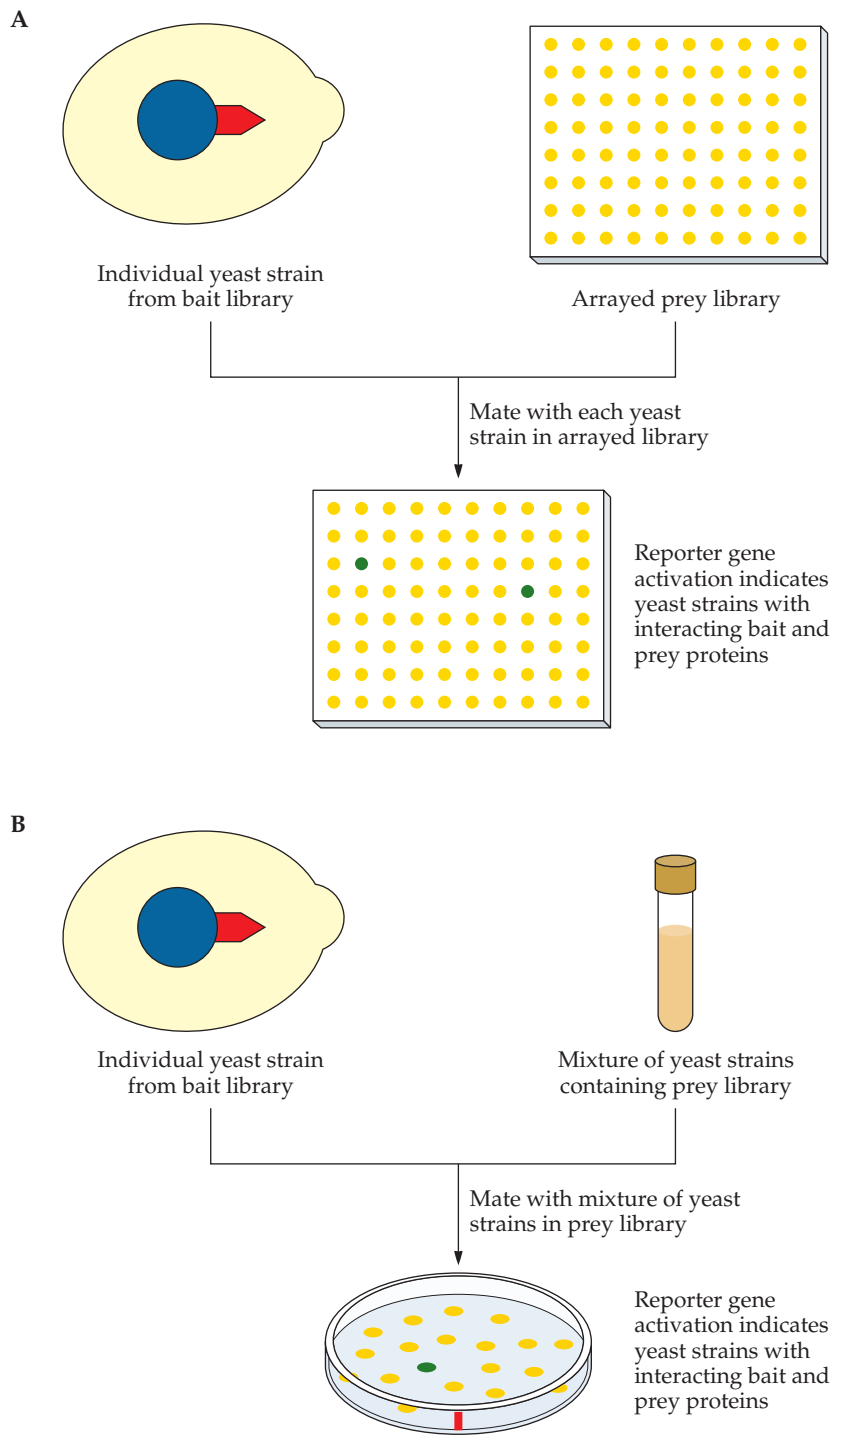 A
Individual yeast strain
from bait library
Arrayed prey library
Mate with each yeast
strain in arrayed library
Reporter gene
activation indicates
yeast strains with
interacting bait and
prey proteins
B
Individual yeast strain
from bait library
Mixture of yeast strains
containing prey library
Mate with mixture of yeast
strains in prey library
Reporter gene
activation indicates
yeast strains with
interacting bait and
prey proteins